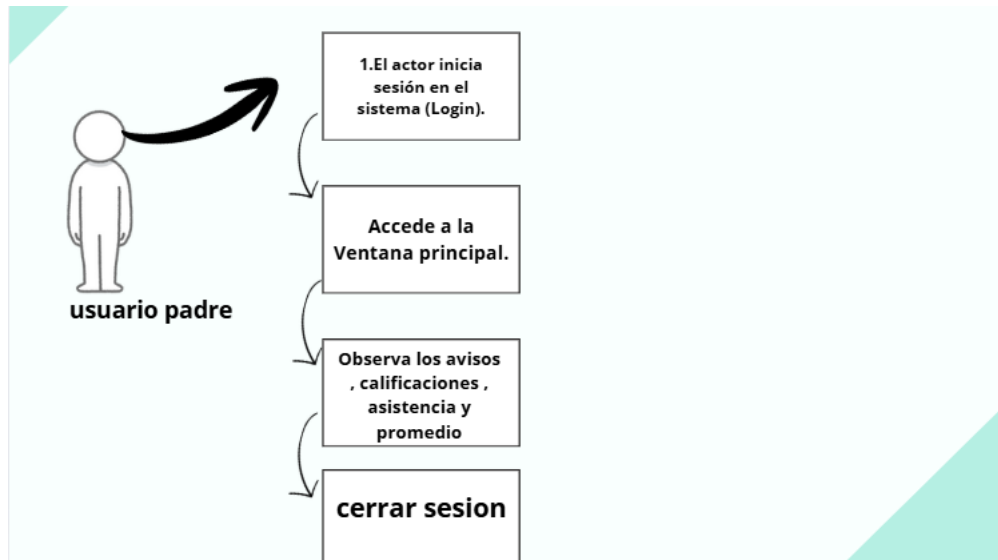 1.El actor inicia
sesión en el
sistema (Login).
Accede a la
Ventana principal.
usuario padre
Observa los avisos
, calificaciones ,
asistencia y
promedio
cerrar sesion